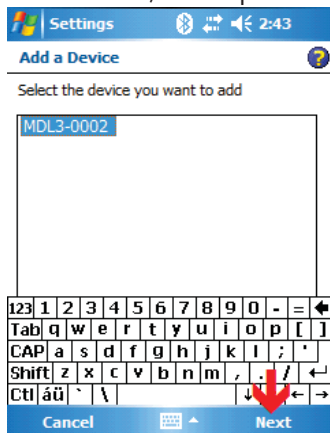 Settings 2:43
Add a Device ?
Select the device you want to add
MDL3-0002
123 1 2 3 4 5 6 7 8 9 0 - =
Tab q w e r t y u i o p [ ]
CAP a s d f g h j k l ; '
Shift z x c v b n m , . /
Ctl áü ` \
Cancel Next